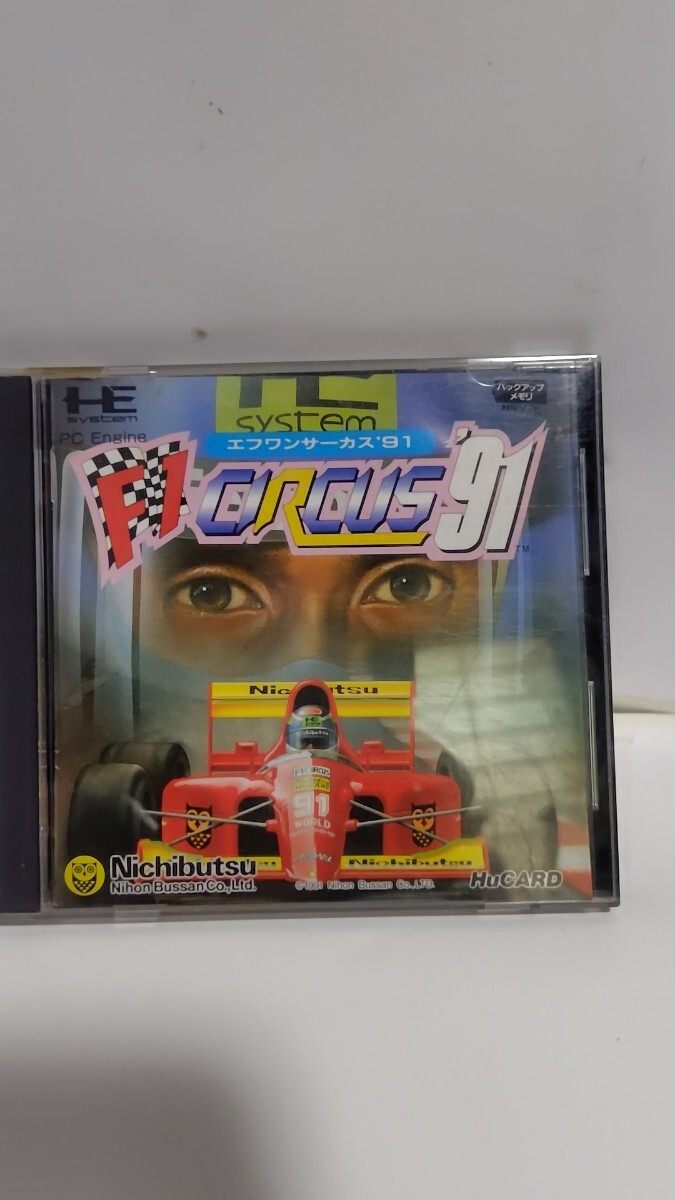 HE
system
PC Engine
HE
system
バックアップ
メモリ
エフワンサーカス'91
F1 CIRCUS '91
TM
Nichibutsu
HE
F1 CIRCUS
91
WORLD
Nichibutsu
Nichibutsu
Nihon Bussan Co., Ltd.
©1991 Nihon Bussan Co., LTD.
HuCARD